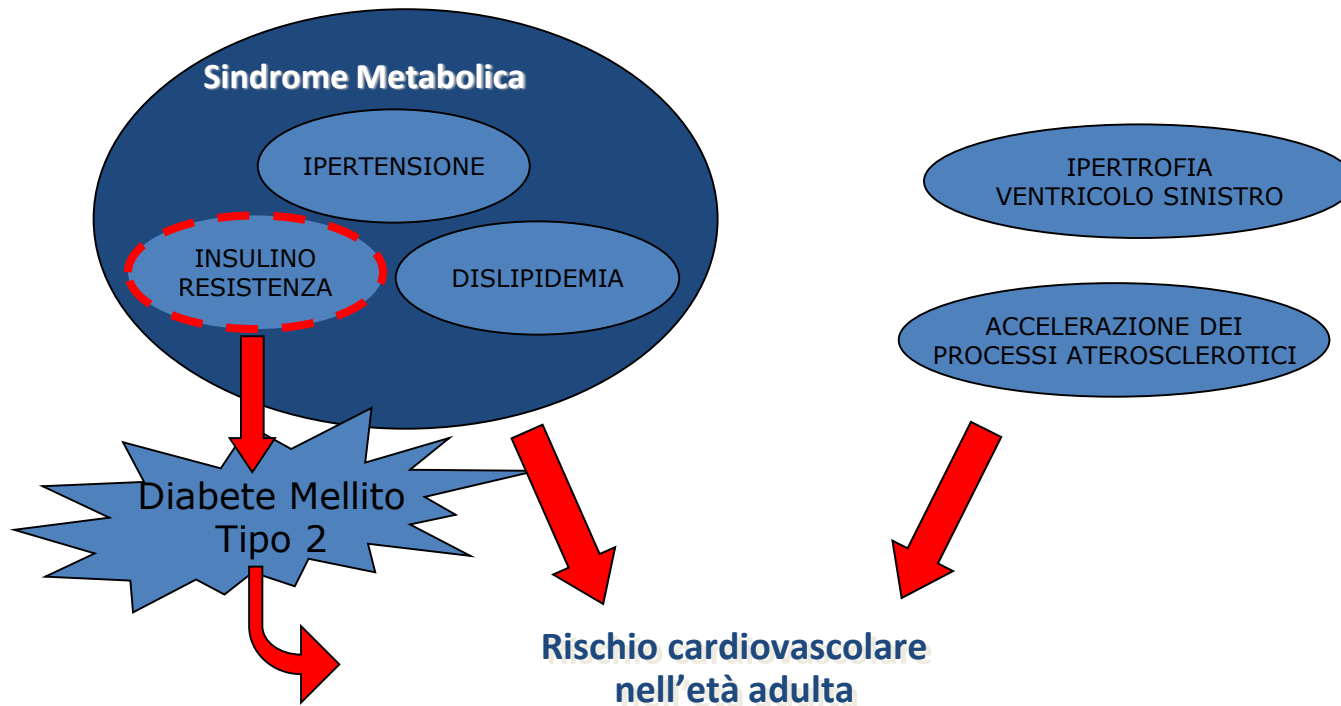 Sindrome Metabolica
IPERTENSIONE
INSULINO
RESISTENZA
DISLIPIDEMIA
IPERTROFIA
VENTRICOLO SINISTRO
ACCELERAZIONE DEI
PROCESSI ATEROSCLEROTICI
Diabete Mellito
Tipo 2
Rischio cardiovascolare
nell’età adulta